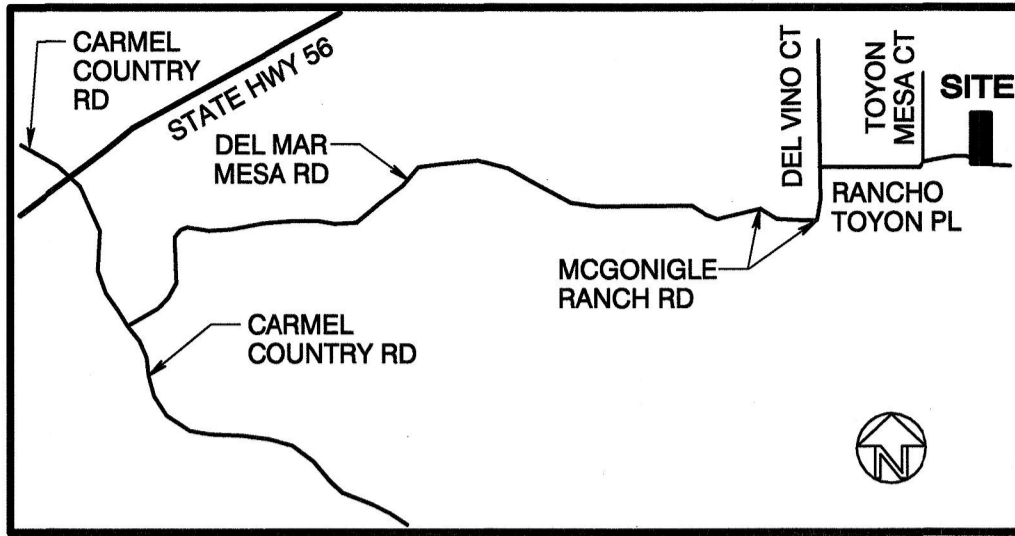 CARMEL
COUNTRY
RD
STATE HWY 56
DEL MAR
MESA RD
DEL VINO CT
TOYON
MESA CT
SITE
RANCHO
TOYON PL
MCGONIGLE
RANCH RD
CARMEL
COUNTRY RD
N